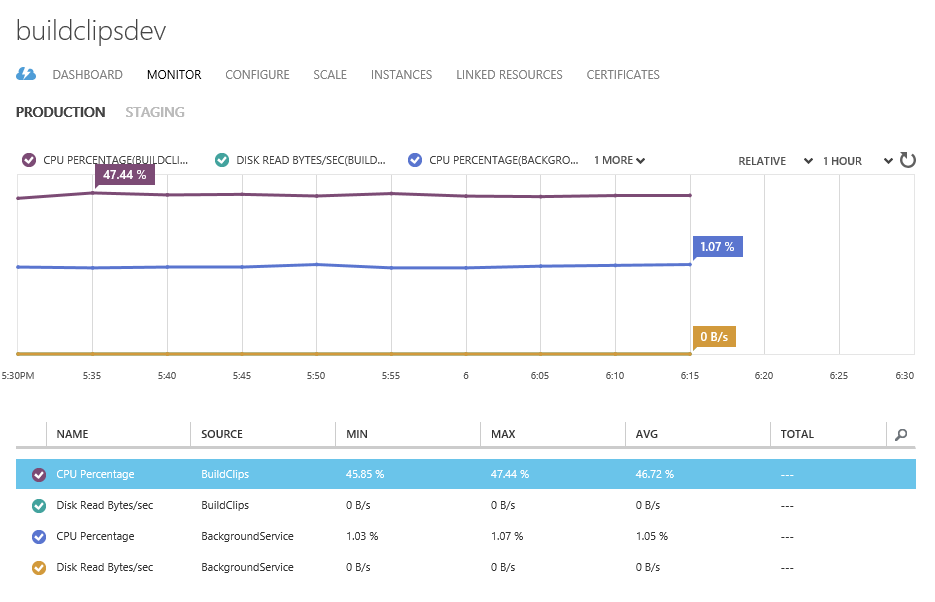 buildclipsdev
DASHBOARD MONITOR CONFIGURE SCALE INSTANCES LINKED RESOURCES CERTIFICATES
PRODUCTION STAGING
CPU PERCENTAGE(BUILDCLI... DISK READ BYTES/SEC(BUILD... CPU PERCENTAGE(BACKGRO... 1 MORE RELATIVE 1 HOUR
47.44 %
1.07 %
0 B/s
5:30PM 5:35 5:40 5:45 5:50 5:55 6 6:05 6:10 6:15 6:20 6:25 6:30
NAME SOURCE MIN MAX AVG TOTAL
CPU Percentage BuildClips 45.85 % 47.44 % 46.72 % ---
Disk Read Bytes/sec BuildClips 0 B/s 0 B/s 0 B/s ---
CPU Percentage BackgroundService 1.03 % 1.07 % 1.05 % ---
Disk Read Bytes/sec BackgroundService 0 B/s 0 B/s 0 B/s ---